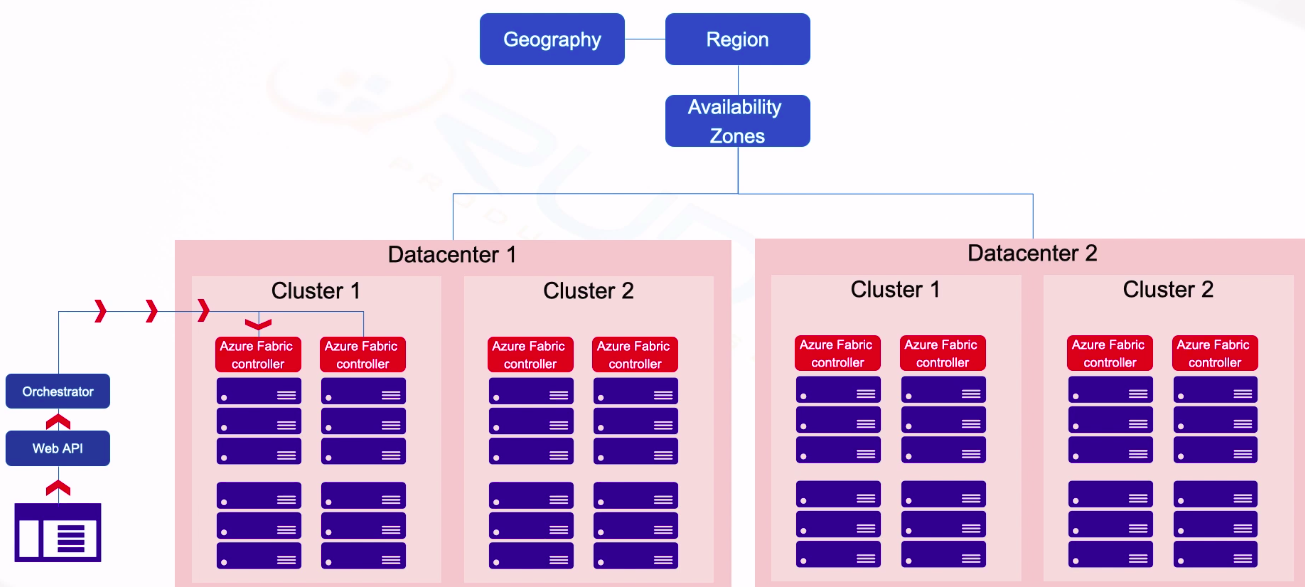 Geography
Region
Availability
Zones
Datacenter 1
Datacenter 2
Cluster 1
Cluster 2
Cluster 1
Cluster 2
Azure Fabric
controller
Azure Fabric
controller
Azure Fabric
controller
Azure Fabric
controller
Azure Fabric
controller
Azure Fabric
controller
Azure Fabric
controller
Azure Fabric
controller
Orchestrator
Web API